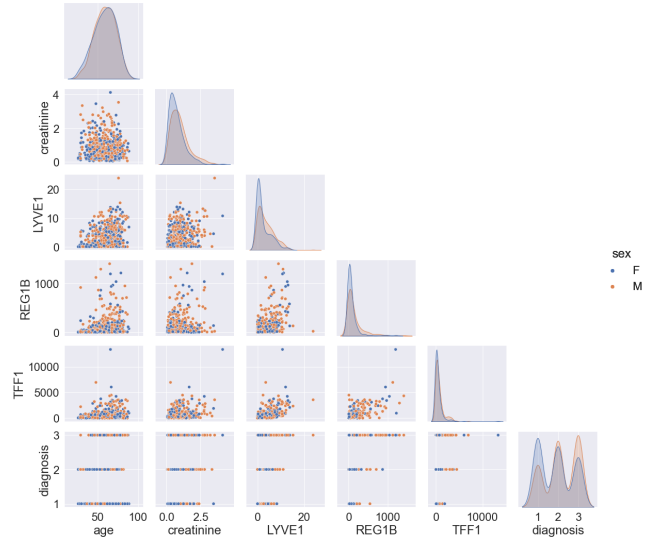 4
creatinine
2
0
20
LYVE1
10
0
REG1B
1000
0
10000
TFF1
5000
0
sex
F
M
3
diagnosis
2
1
50 100 0.0 2.5 0 20 0 1000 0 10000 1 2 3
age creatinine LYVE1 REG1B TFF1 diagnosis